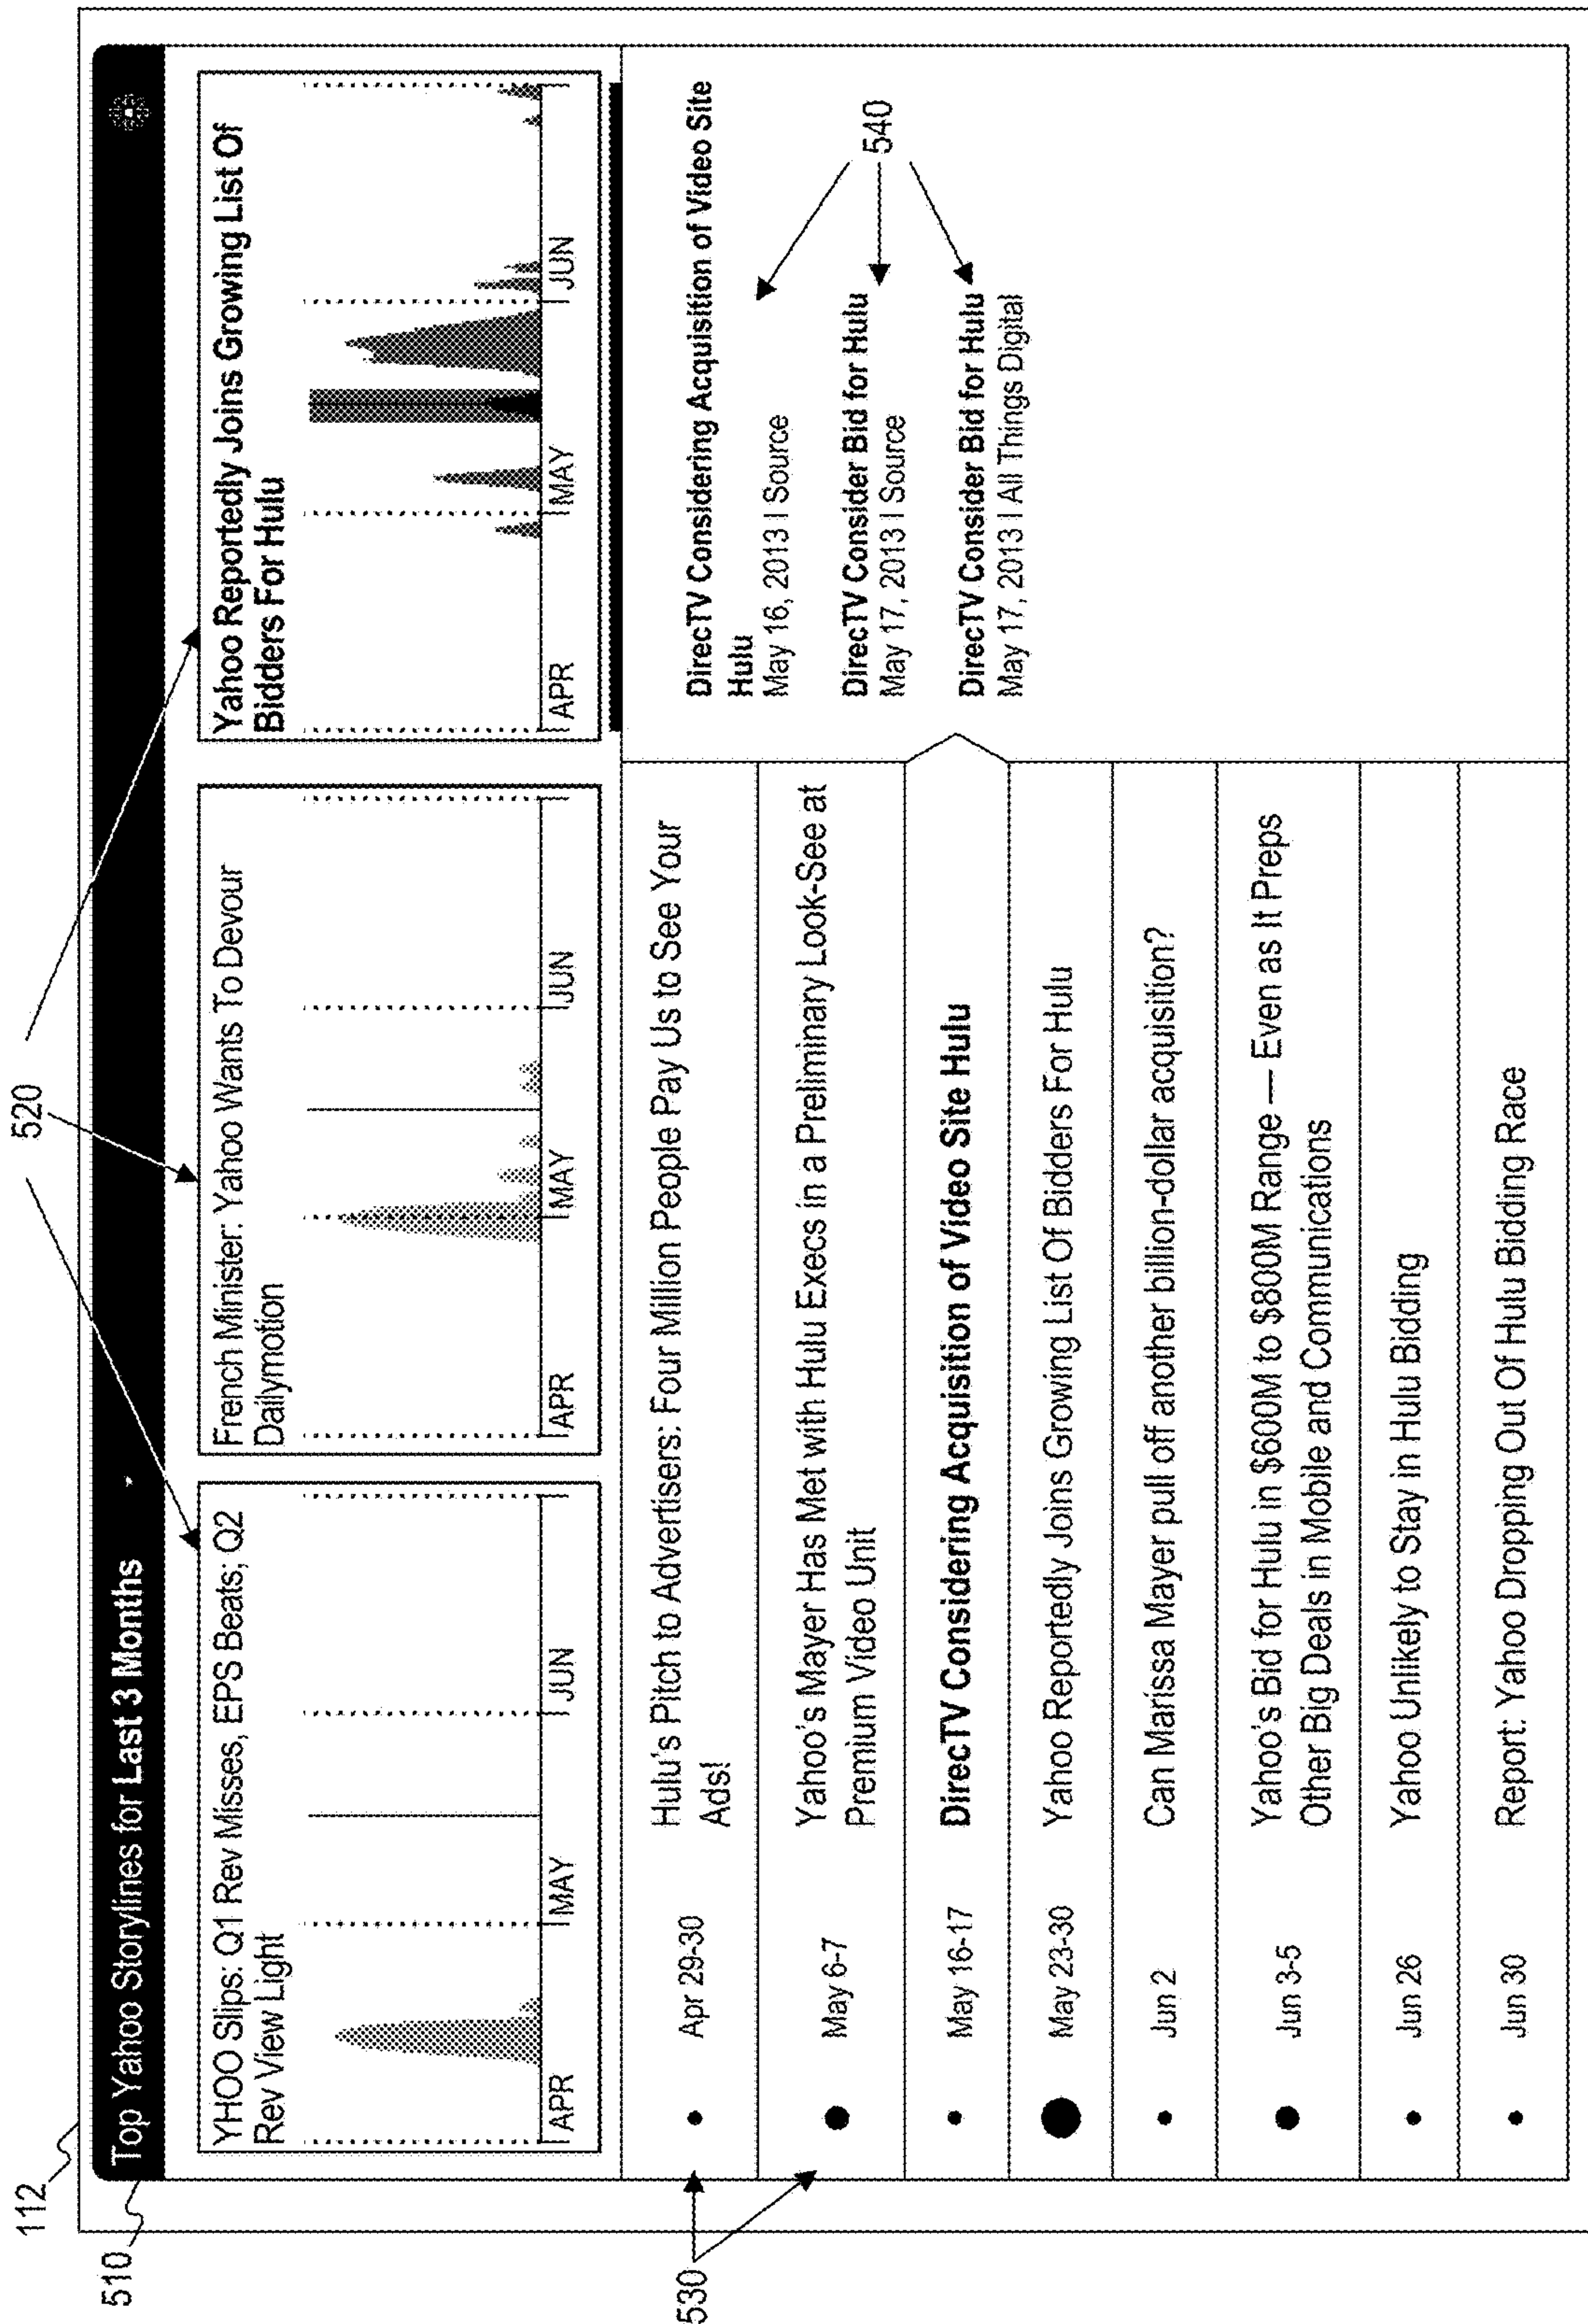 112
510
520
Top Yahoo Storylines for Last 3 Months
YHOO Slips: Q1 Rev Misses, EPS Beats; Q2
Rev View Light
APR
MAY
JUN
French Minister: Yahoo Wants To Devour
Dailymotion
APR
MAY
JUN
Yahoo Reportedly Joins Growing List Of
Bidders For Hulu
APR
MAY
JUN
530
Apr 29-30
Hulu's Pitch to Advertisers: Four Million People Pay Us to See Your
Ads!
May 6-7
Yahoo's Mayer Has Met with Hulu Execs in a Preliminary Look-See at
Premium Video Unit
May 16-17
DirecTV Considering Acquisition of Video Site Hulu
May 23-30
Yahoo Reportedly Joins Growing List Of Bidders For Hulu
Jun 2
Can Marissa Mayer pull off another billion-dollar acquisition?
Jun 3-5
Yahoo's Bid for Hulu in $600M to $800M Range — Even as It Preps
Other Big Deals in Mobile and Communications
Jun 26
Yahoo Unlikely to Stay in Hulu Bidding
Jun 30
Report: Yahoo Dropping Out Of Hulu Bidding Race
DirecTV Considering Acquisition of Video Site
Hulu
May 16, 2013 I Source
DirecTV Consider Bid for Hulu
May 17, 2013 I Source
DirecTV Consider Bid for Hulu
May 17, 2013 I All Things Digital
540